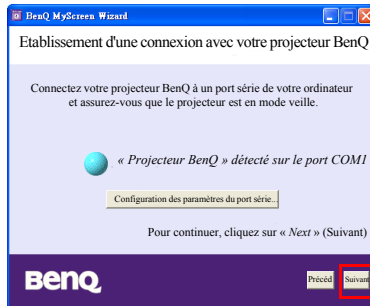 BenQ MyScreen Wizard
Etablissement d'une connexion avec votre projecteur BenQ
Connectez votre projecteur BenQ à un port série de votre ordinateur
et assurez-vous que le projecteur est en mode veille.
« Projecteur BenQ » détecté sur le port COM1
Configuration des paramètres du port série...
Pour continuer, cliquez sur « Next » (Suivant)
BenQ
Précéd Suivan